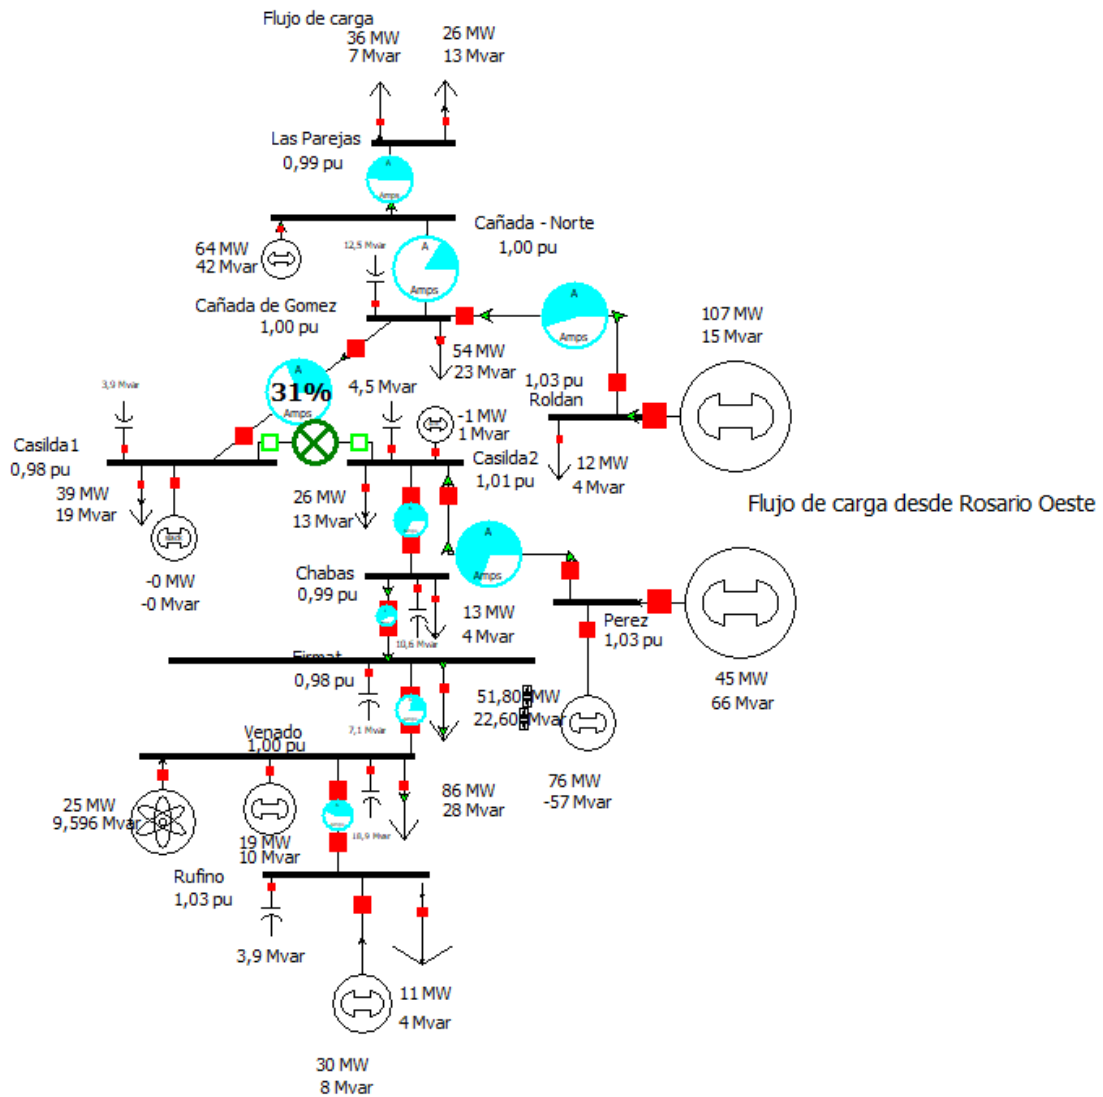 Flujo de carga
36 MW
7 Mvar
26 MW
13 Mvar
Las Parejas
0,99 pu
A
Amps
Cañada - Norte
1,00 pu
64 MW
42 Mvar
12,5 Mvar
A
Amps
Cañada de Gomez
1,00 pu
A
Amps
107 MW
15 Mvar
54 MW
23 Mvar
1,03 pu
Roldan
3,9 Mvar
A
31%
Amps
4,5 Mvar
-1 MW
1 Mvar
Casilda1
0,98 pu
Casilda2
1,01 pu
12 MW
4 Mvar
39 MW
19 Mvar
26 MW
13 Mvar
Flujo de carga desde Rosario Oeste
slack
-0 MW
-0 Mvar
A
Amps
Chabas
0,99 pu
13 MW
4 Mvar
10,6 Mvar
Perez
1,03 pu
Firmat
0,98 pu
45 MW
66 Mvar
51,80 MW
22,60 Mvar
7,1 Mvar
Venado
1,00 pu
76 MW
-57 Mvar
86 MW
28 Mvar
25 MW
9,596 Mvar
19 MW
10 Mvar
18,9 Mvar
Rufino
1,03 pu
3,9 Mvar
11 MW
4 Mvar
30 MW
8 Mvar